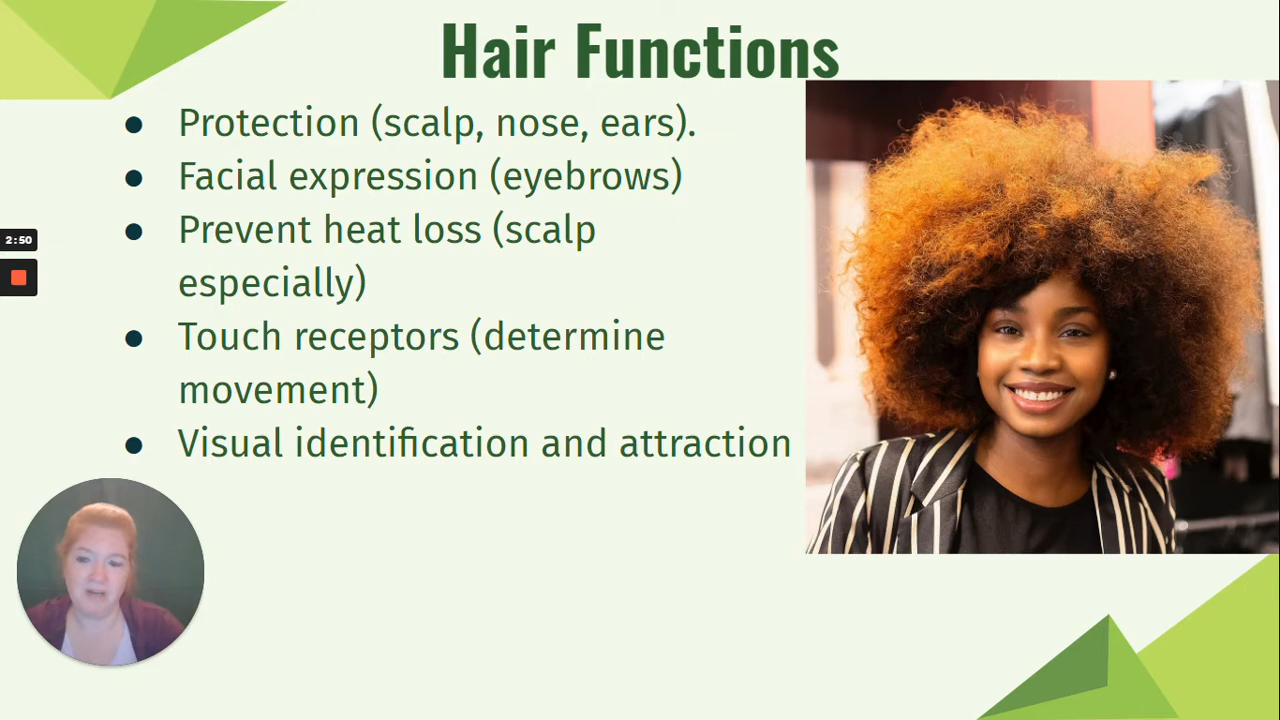 Hair Functions
● Protection (scalp, nose, ears).
● Facial expression (eyebrows)
● Prevent heat loss (scalp
especially)
● Touch receptors (determine
movement)
● Visual identification and attraction
2:50